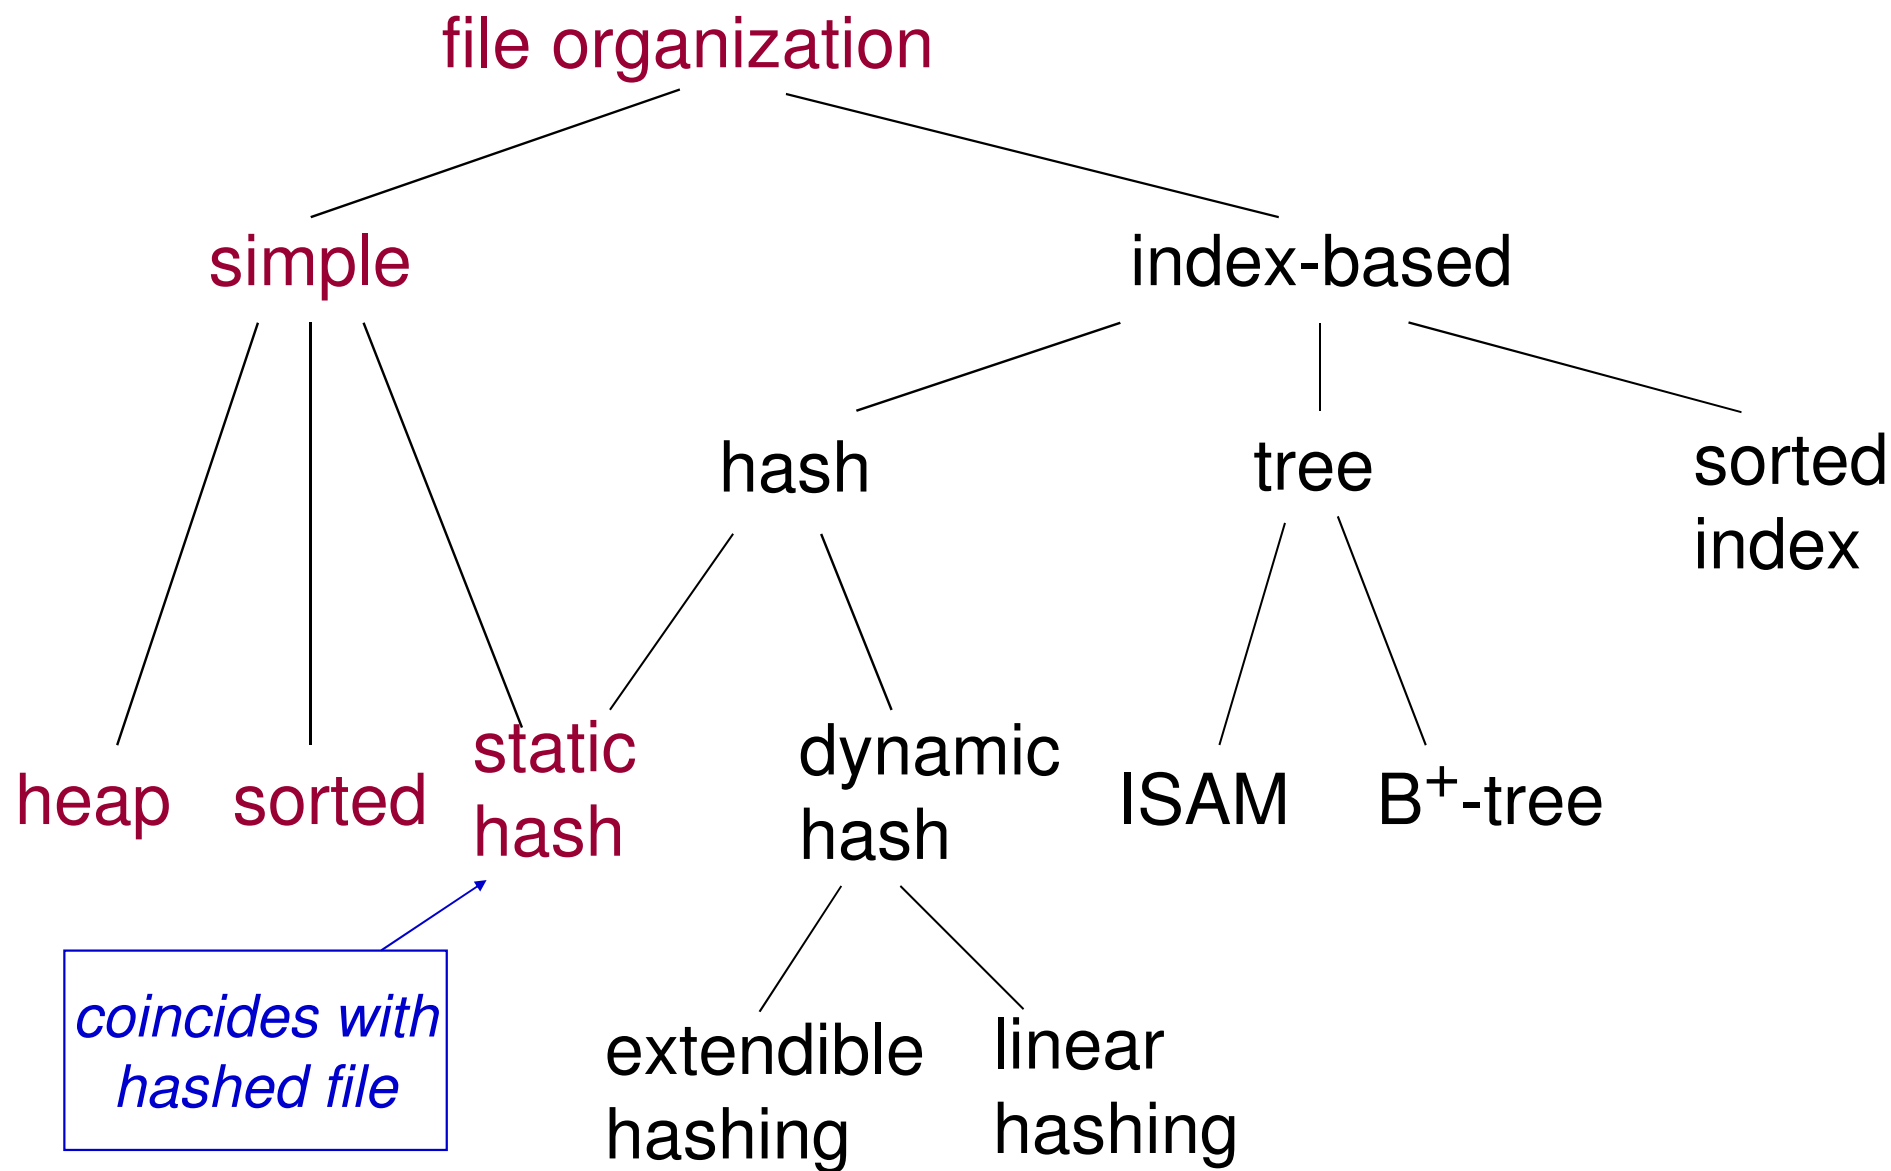 file organization
simple
index-based
hash
tree
sorted
index
heap
sorted
static
hash
dynamic
hash
ISAM
B⁺-tree
coincides with
hashed file
extendible
hashing
linear
hashing